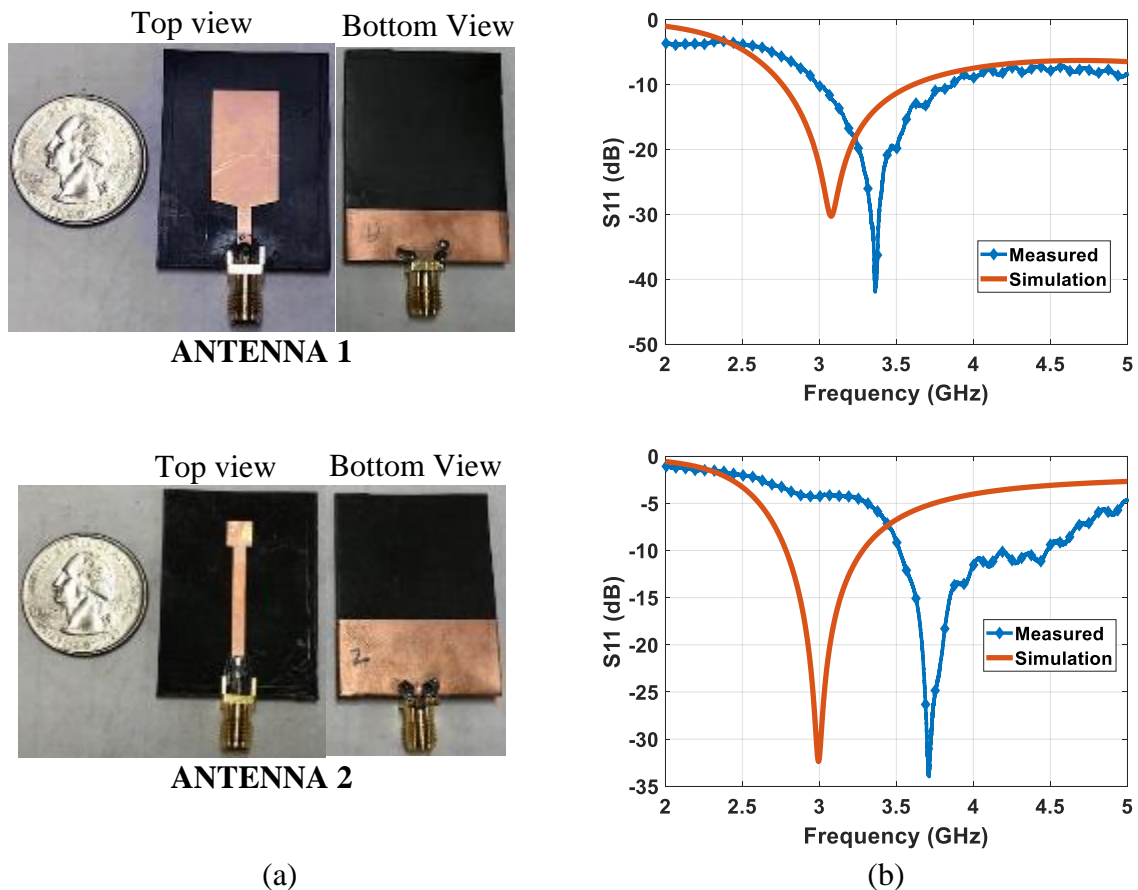 Top view
Bottom View
ANTENNA 1
0
-10
-20
-30
-40
-50
S11 (dB)
Measured
Simulation
2
2.5
3
3.5
4
4.5
5
Frequency (GHz)
Top view
Bottom View
2
ANTENNA 2
0
-5
-10
-15
-20
-25
-30
-35
S11 (dB)
Measured
Simulation
2
2.5
3
3.5
4
4.5
5
Frequency (GHz)
(a)
(b)